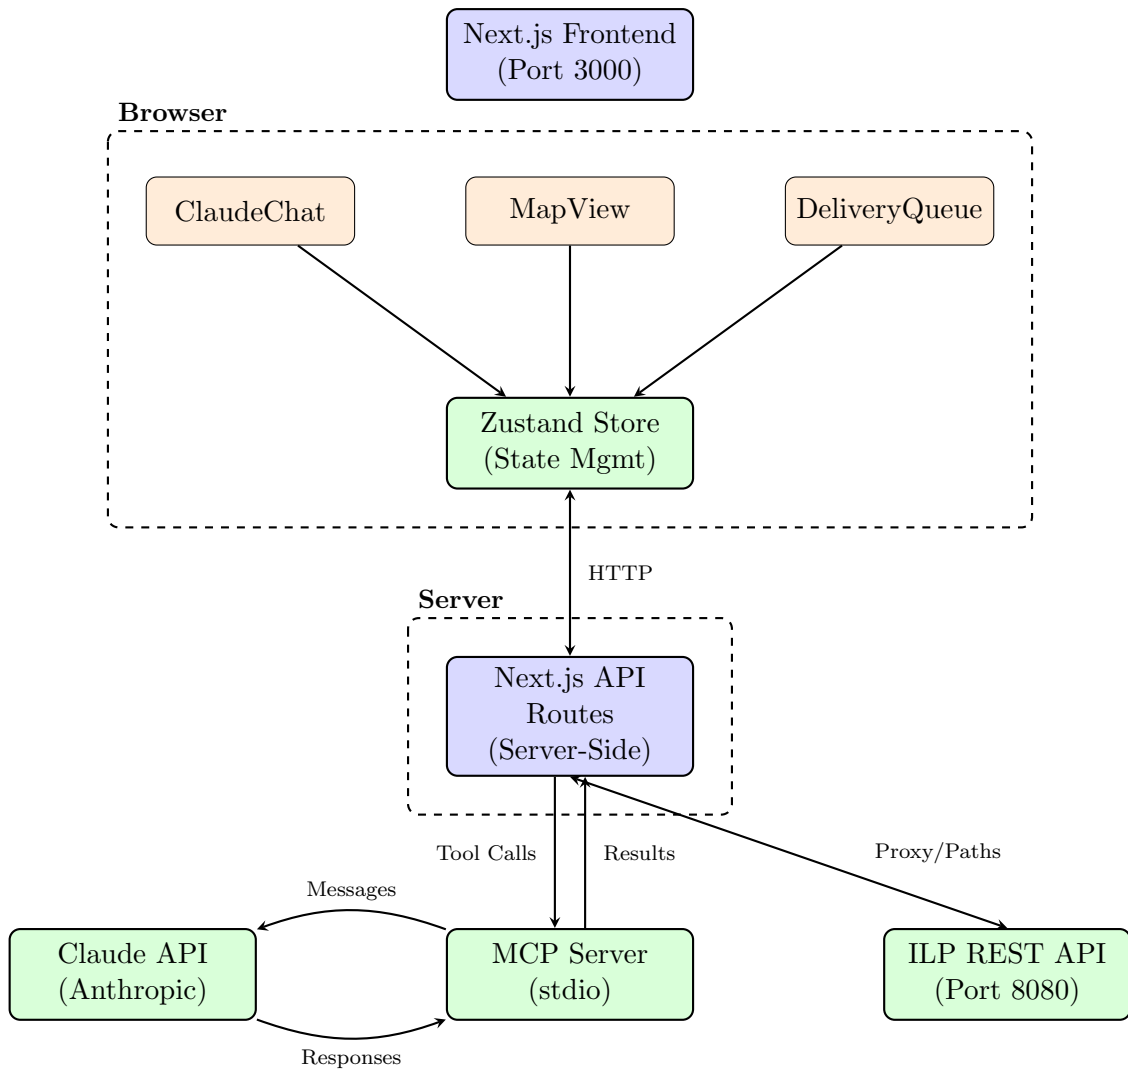 Next.js Frontend
(Port 3000)
Browser
ClaudeChat
MapView
DeliveryQueue
Zustand Store
(State Mgmt)
HTTP
Server
Next.js API
Routes
(Server-Side)
Tool Calls
Results
Proxy/Paths
Messages
Claude API
(Anthropic)
MCP Server
(stdio)
ILP REST API
(Port 8080)
Responses